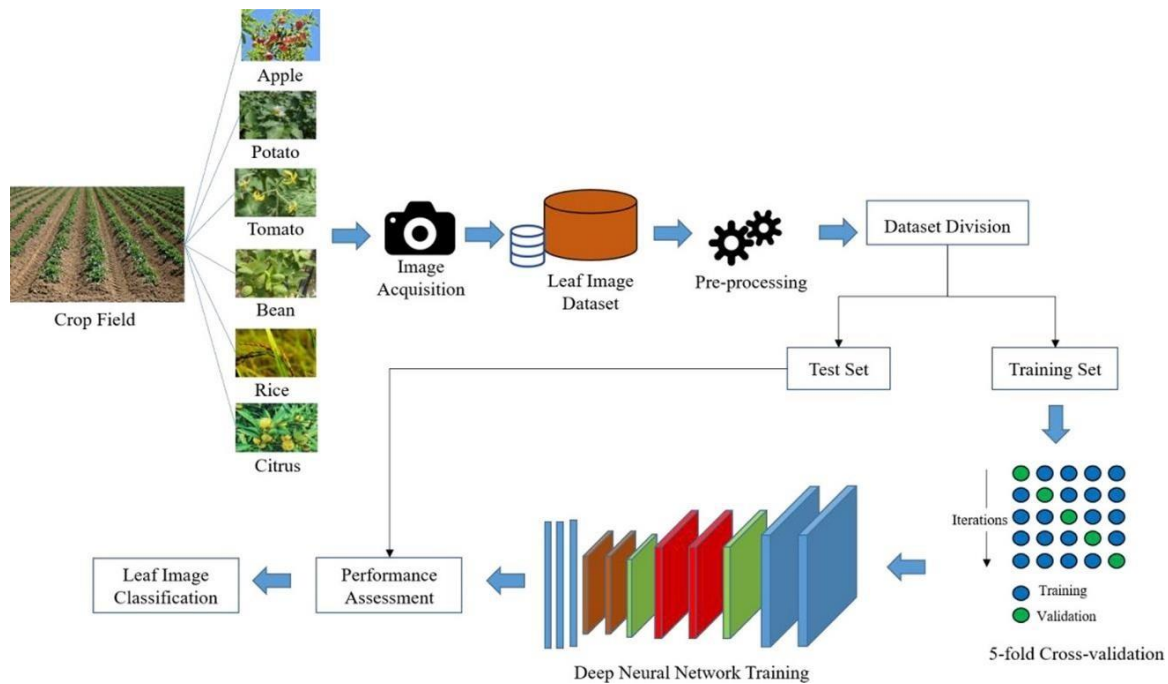 Apple
Potato
Tomato
Bean
Rice
Citrus
Crop Field
Image
Acquisition
Leaf Image
Dataset
Pre-processing
Dataset Division
Test Set
Training Set
Iterations
Training
Validation
5-fold Cross-validation
Deep Neural Network Training
Performance
Assessment
Leaf Image
Classification